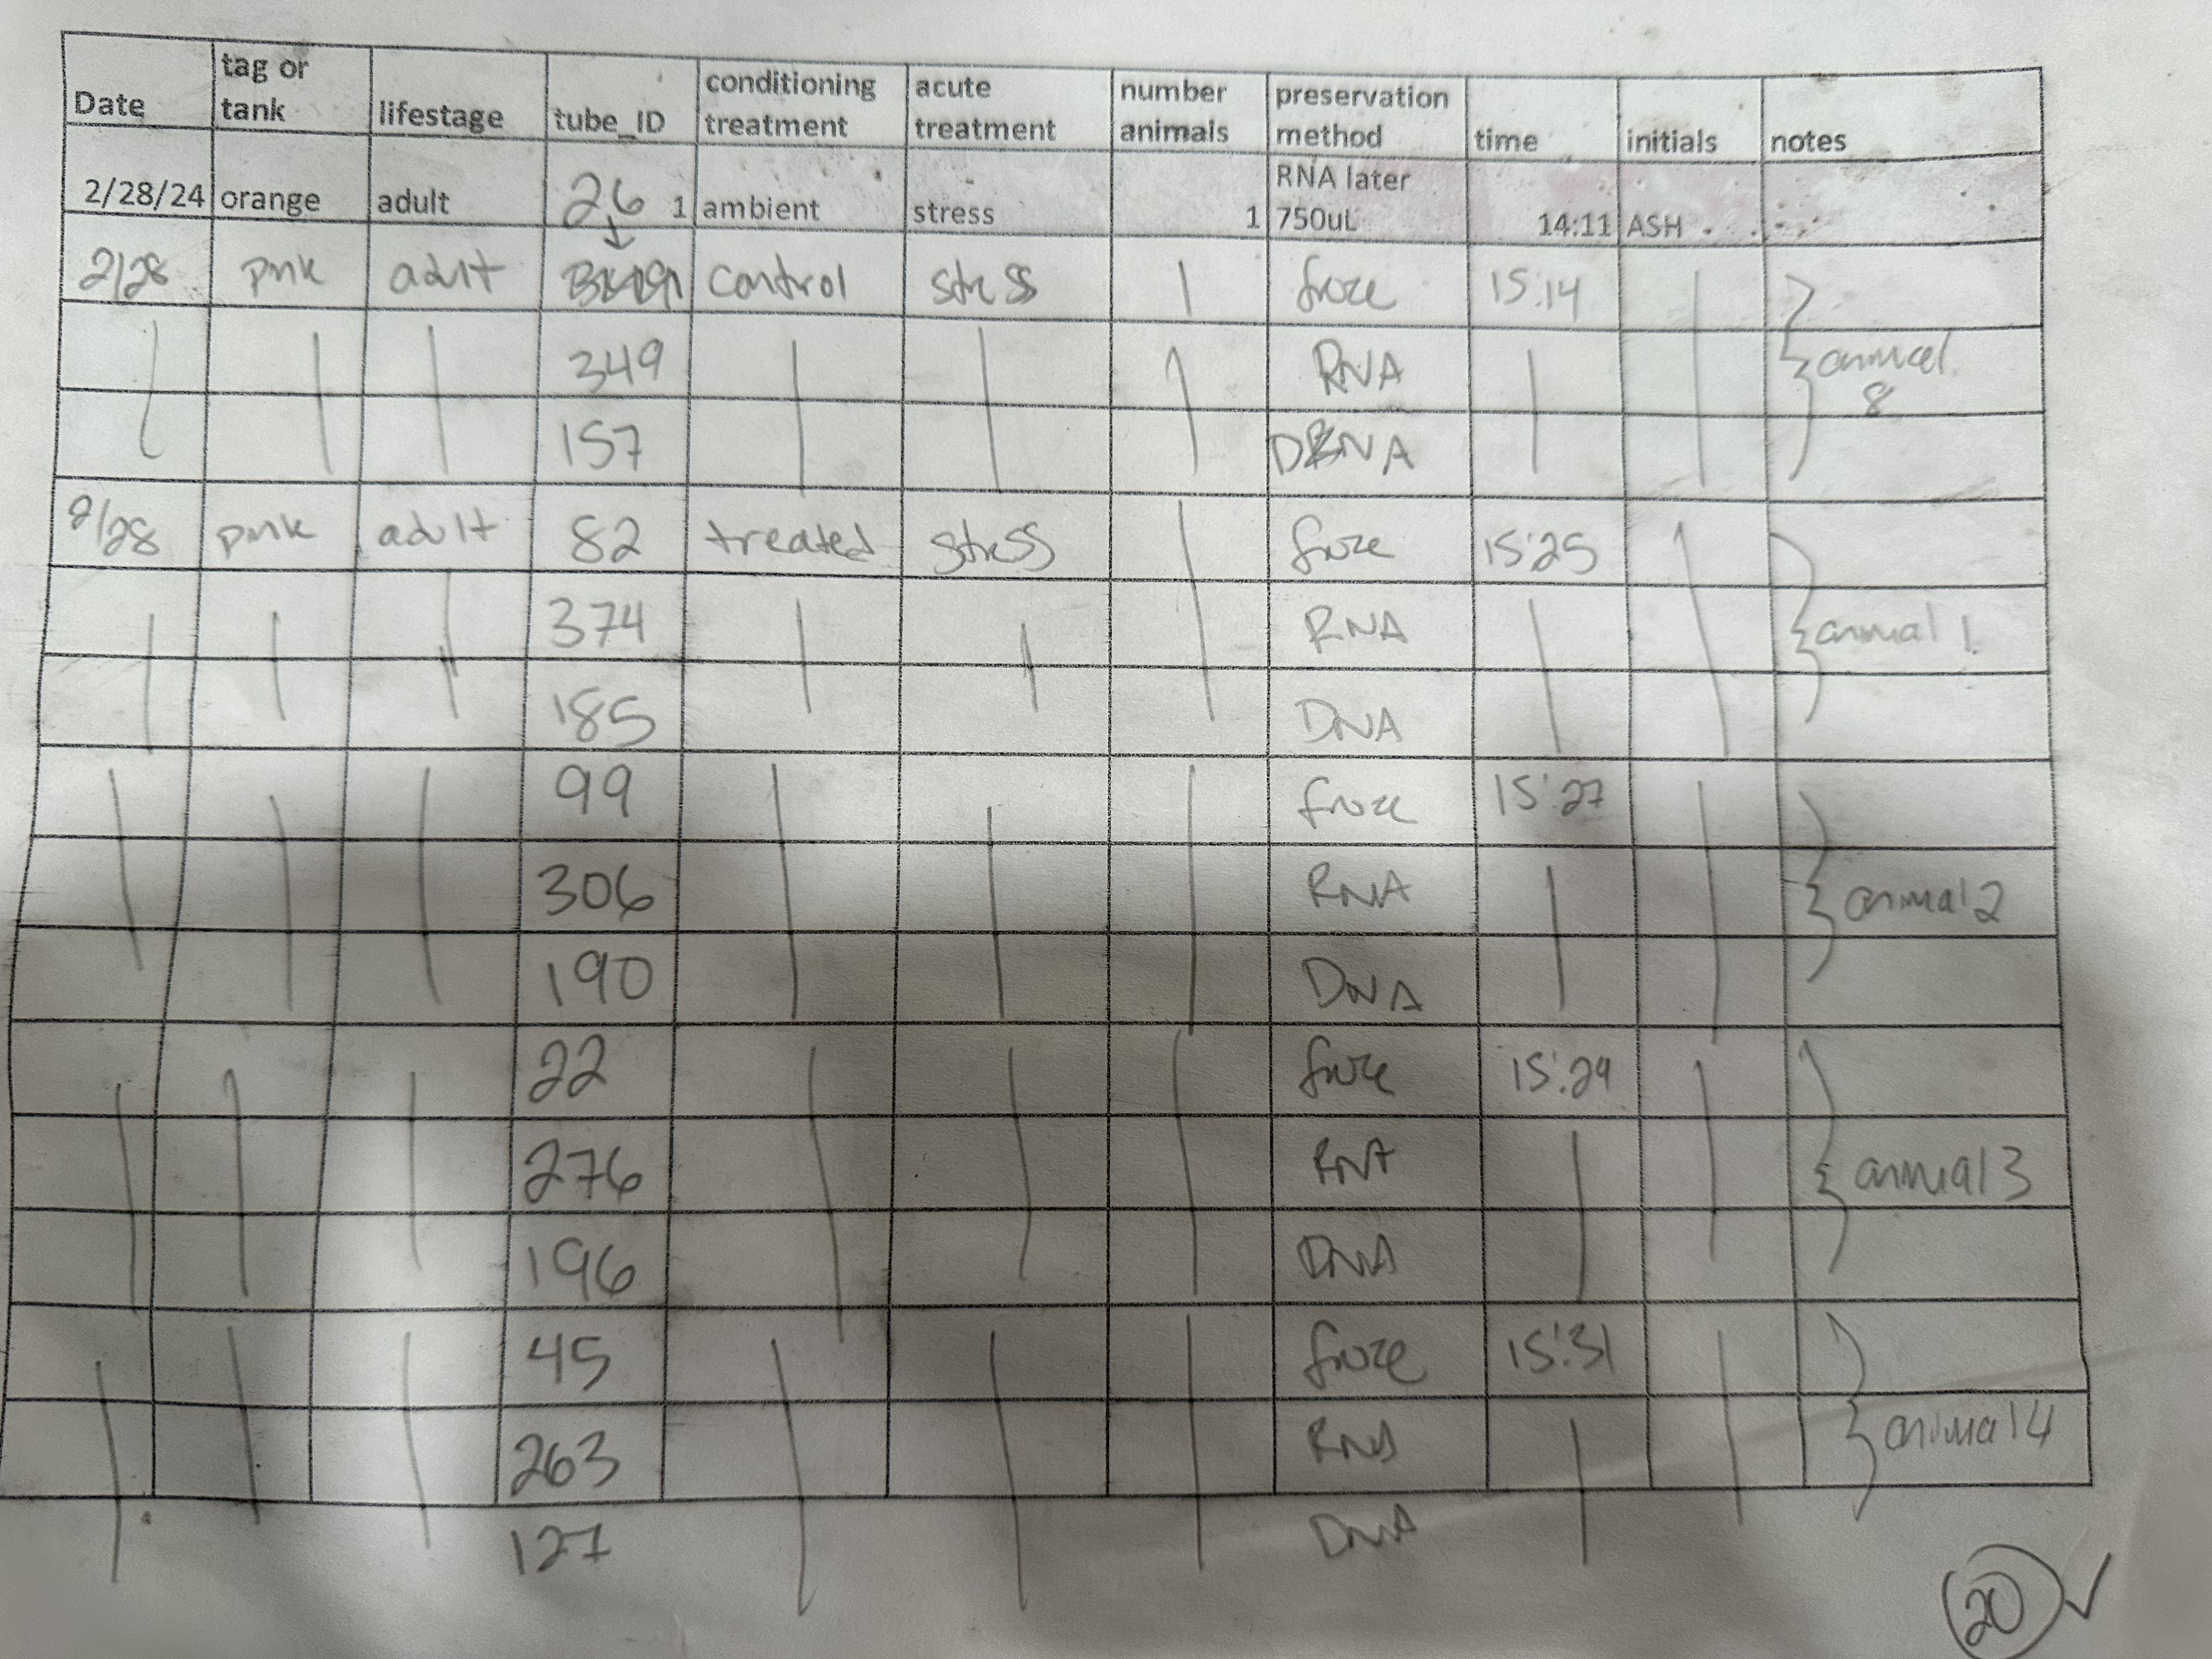 Date tag or tank lifestage tube_ID conditioning treatment acute treatment number animals preservation method time initials notes
2/28/24 orange adult 1 ambient stress 1 RNA later 750uL 14:11 ASH
2/28 pink adult 26 control stress 1 froze 15:14
349 RNA } animal 8
157 DNA
2/28 pink adult 82 treated stress froze 15:25
374 RNA } animal 1
185 DNA
99 froze 15:27
306 RNA } animal 2
190 DNA
22 froze 15:29
276 RNA } animal 3
196 DNA
45 froze 15:31
263 RNA } animal 4
127 DNA
20